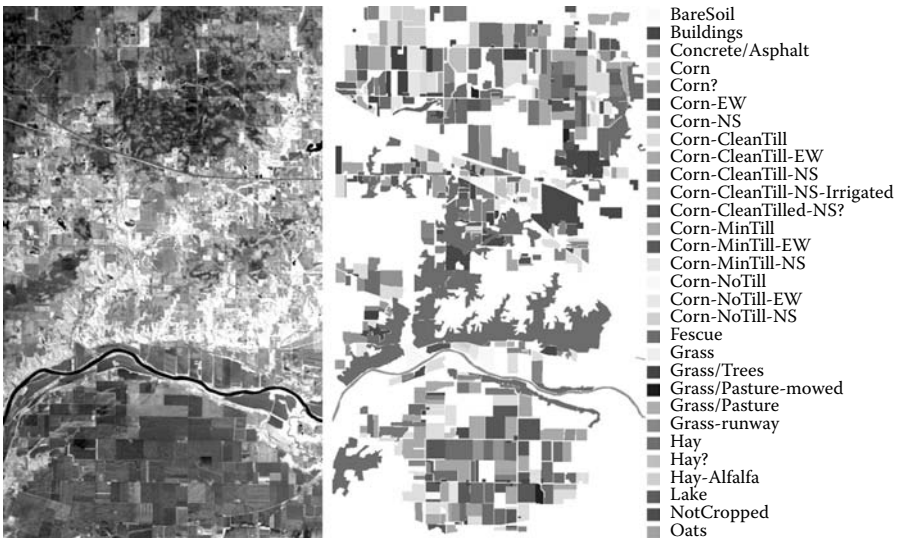 BareSoil
Buildings
Concrete/Asphalt
Corn
Corn?
Corn-EW
Corn-NS
Corn-CleanTill
Corn-CleanTill-EW
Corn-CleanTill-NS
Corn-CleanTill-NS-Irrigated
Corn-CleanTilled-NS?
Corn-MinTill
Corn-MinTill-EW
Corn-MinTill-NS
Corn-NoTill
Corn-NoTill-EW
Corn-NoTill-NS
Fescue
Grass
Grass/Trees
Grass/Pasture-mowed
Grass/Pasture
Grass-runway
Hay
Hay?
Hay-Alfalfa
Lake
NotCropped
Oats